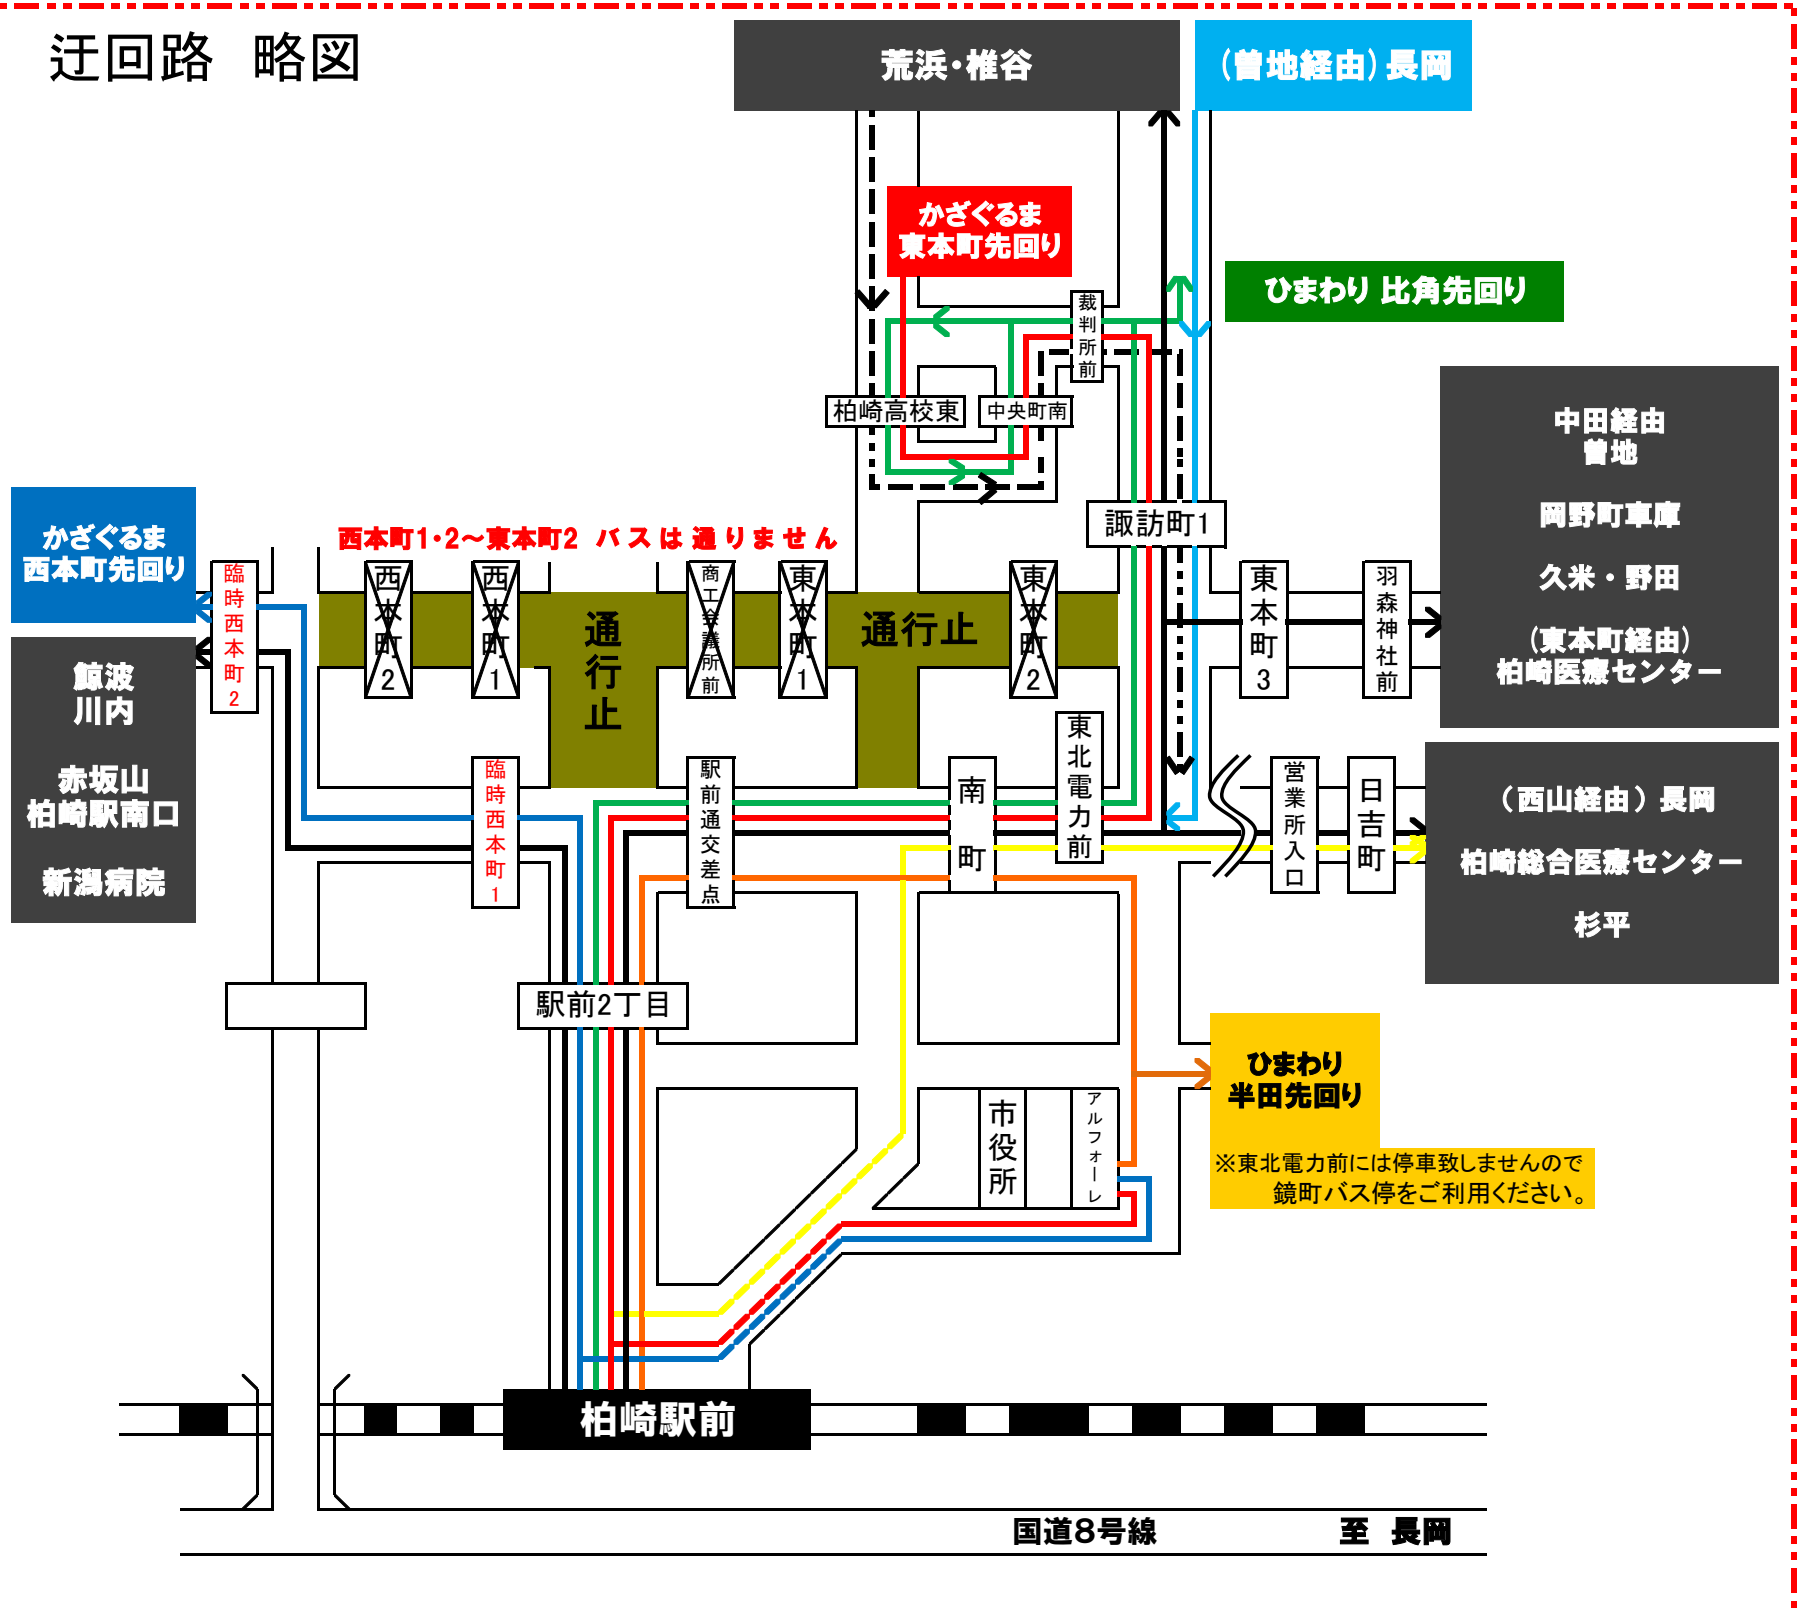 迂回路　略図
荒浜・椎谷
(曽地経由)長岡
かざぐるま
東本町先回り
ひまわり 比角先回り
裁判所前
柏崎高校東
中央町南
中田経由
曽地
岡野町車庫
久米・野田
(東本町経由)
柏崎医療センター
かざぐるま
西本町先回り
西本町1・2～東本町2 バスは通りません
諏訪町1
臨時西本町2
西本町2
西本町1
通行止
商工会議所前
東本町1
通行止
東本町2
東本町3
羽森神社前
鯨波
川内
赤坂山
柏崎駅南口
新潟病院
臨時西本町1
駅前通交差点
南町
東北電力前
営業所入口
日吉町
(西山経由)長岡
柏崎総合医療センター
杉平
駅前2丁目
ひまわり
半田先回り
市役所
アルフォーレ
※東北電力前には停車致しませんので
鏡町バス停をご利用ください。
柏崎駅前
国道8号線
至　長岡